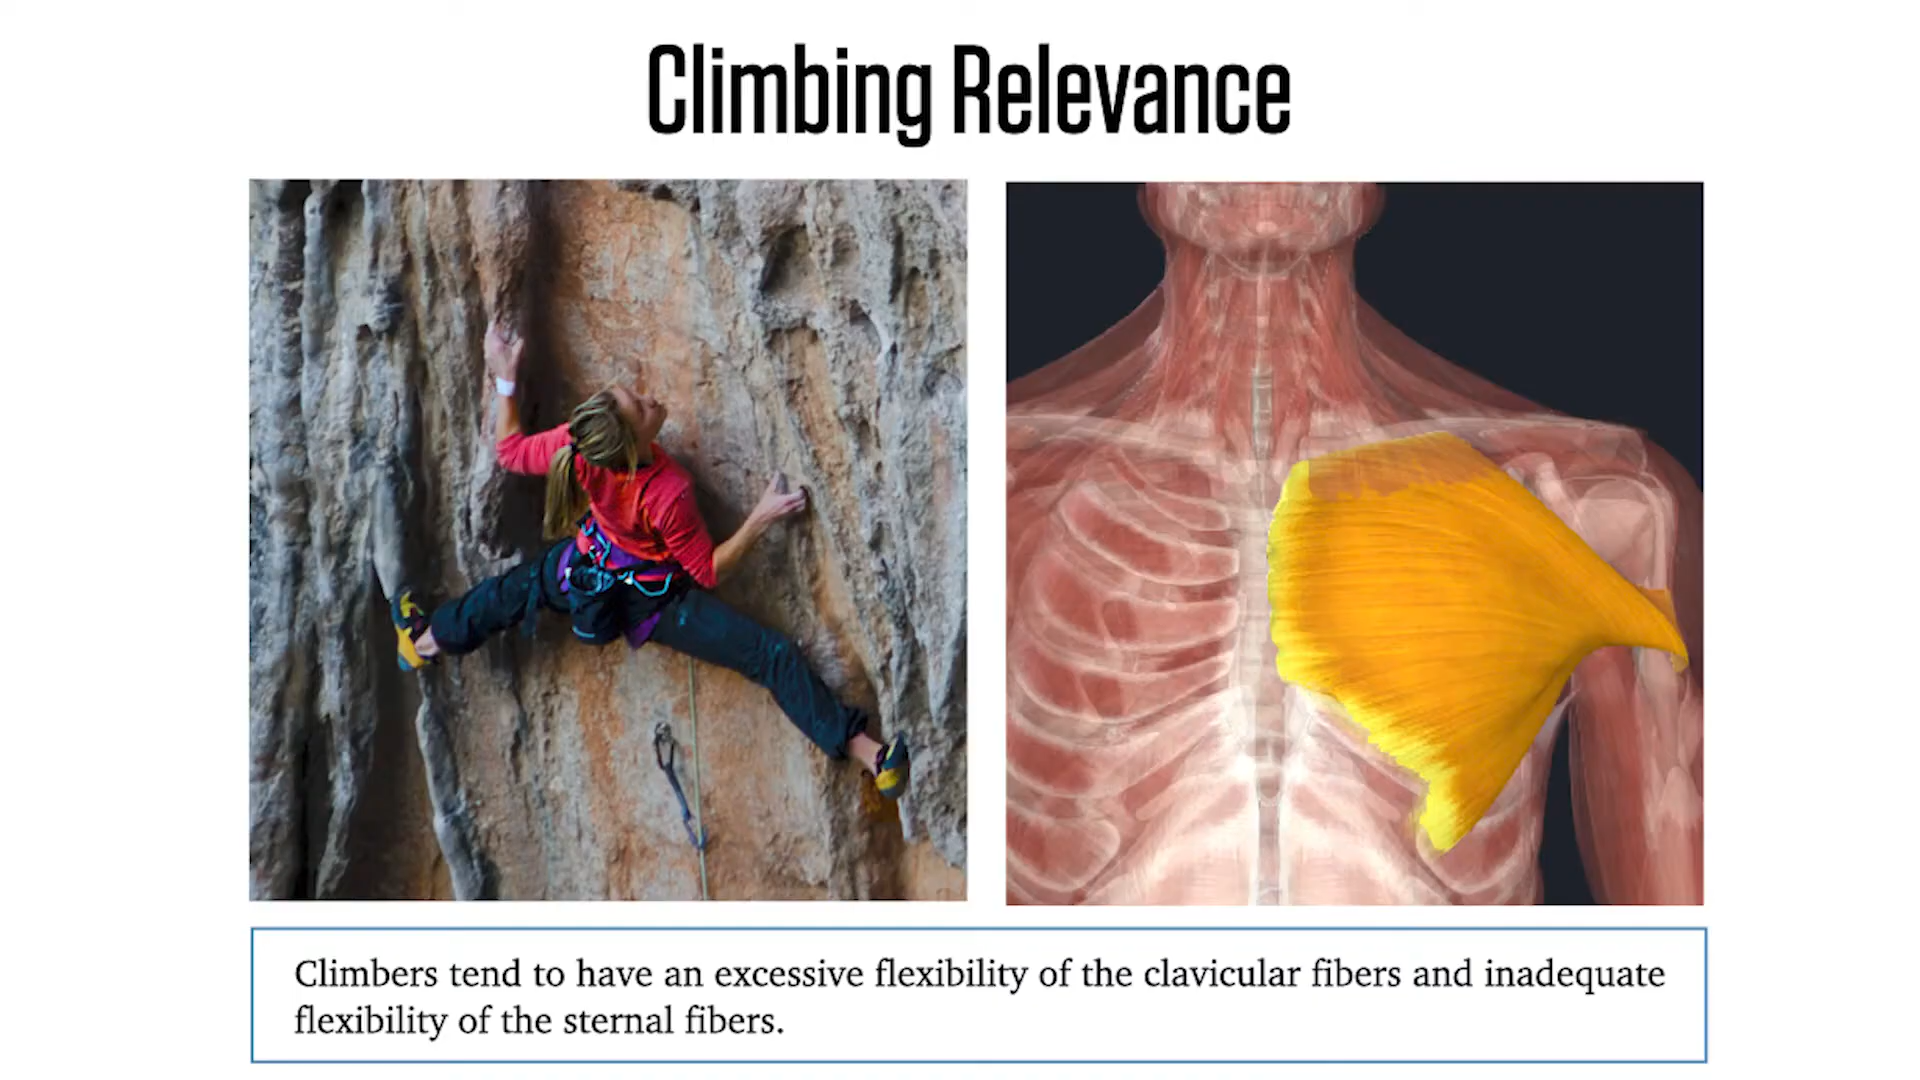 Climbing Relevance
Climbers tend to have an excessive flexibility of the clavicular fibers and inadequate
flexibility of the sternal fibers.